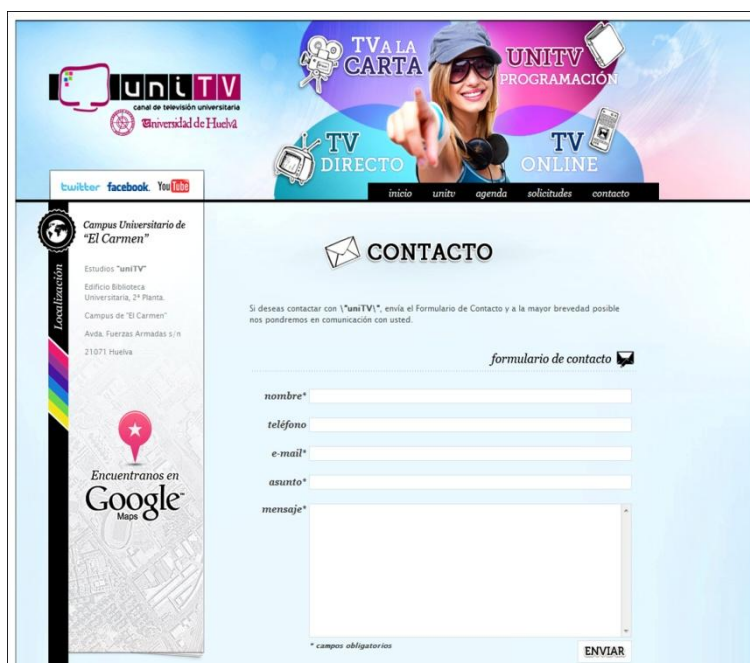 uniTV
canal de televisión universitaria
Universidad de Huelva
TV A LA
CARTA
UNITV
PROGRAMACIÓN
TV
DIRECTO
TV
ONLINE
twitter facebook. YouTube
inicio unitv agenda solicitudes contacto
Localización
Campus Universitario de
"El Carmen"
Estudios "uniTV"
Edificio Biblioteca
Universitaria, 2ª Planta.
Campus de "El Carmen"
Avda. Fuerzas Armadas s/n
21071 Huelva
Encuentranos en
Google
Maps
CONTACTO
Si deseas contactar con \"uniTV\", envía el Formulario de Contacto y a la mayor brevedad posible
nos pondremos en comunicación con usted.
formulario de contacto
nombre*
teléfono
e-mail*
asunto*
mensaje*
* campos obligatorios
ENVIAR